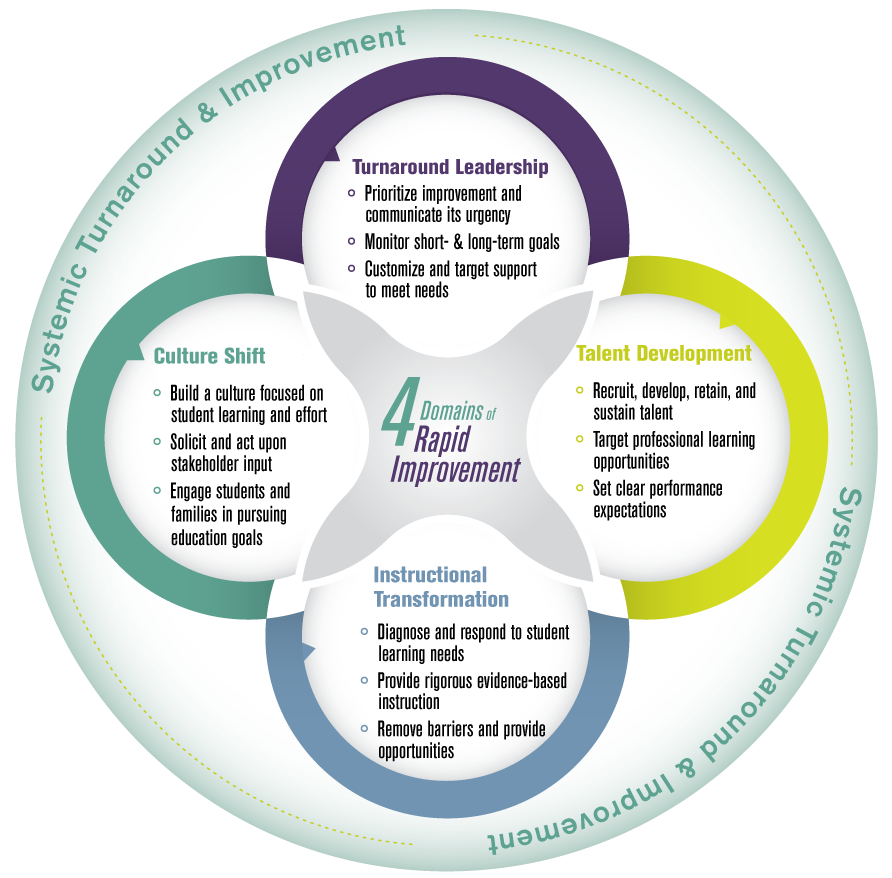 Systemic Turnaround & Improvement
Turnaround Leadership
Prioritize improvement and
communicate its urgency
Monitor short- & long-term goals
Customize and target support
to meet needs
Culture Shift
Build a culture focused on
student learning and effort
Solicit and act upon
stakeholder input
Engage students and
families in pursuing
education goals
4 Domains of
Rapid
Improvement
Talent Development
Recruit, develop, retain, and
sustain talent
Target professional learning
opportunities
Set clear performance
expectations
Instructional
Transformation
Diagnose and respond to student
learning needs
Provide rigorous evidence-based
instruction
Remove barriers and provide
opportunities
Systemic Turnaround & Improvement